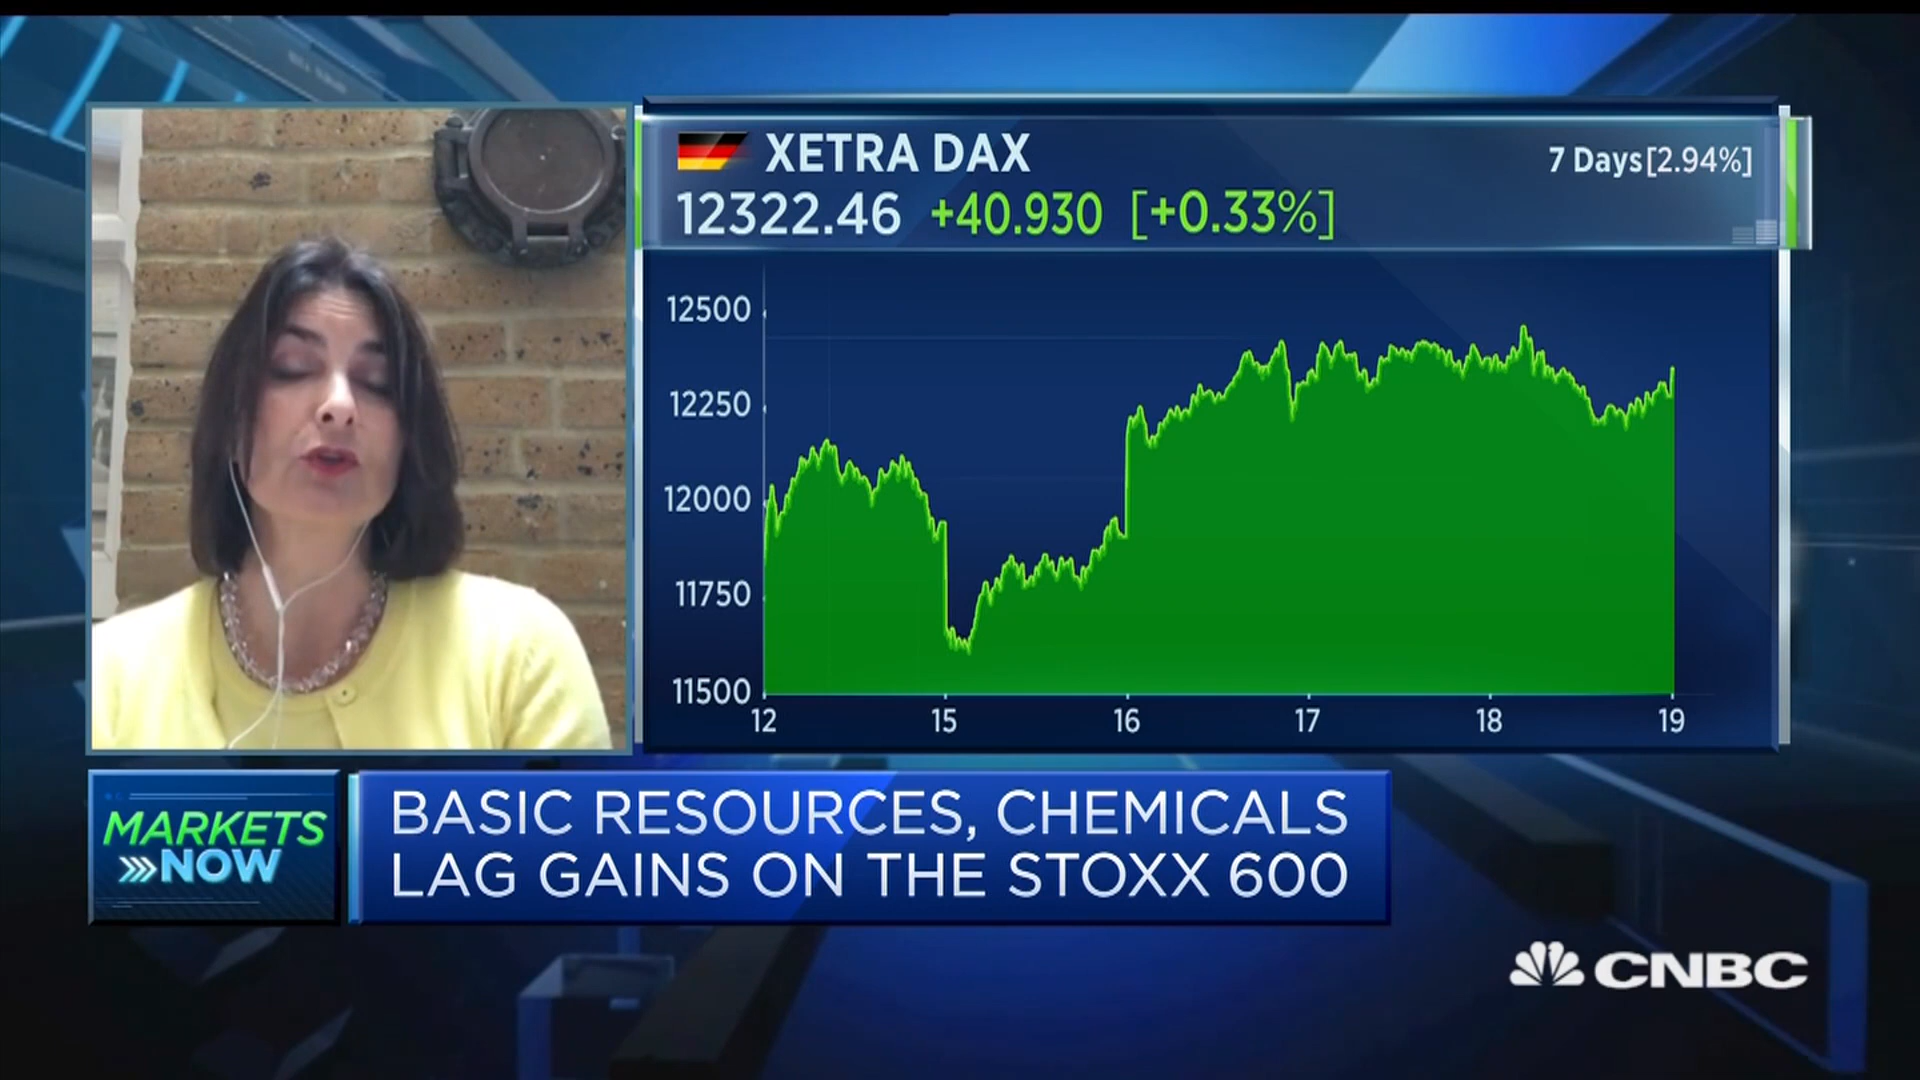 XETRA DAX
7 Days[2.94%]
12322.46 +40.930 [+0.33%]
12500
12250
12000
11750
11500
12 15 16 17 18 19
MARKETS
NOW
BASIC RESOURCES, CHEMICALS
LAG GAINS ON THE STOXX 600
CNBC